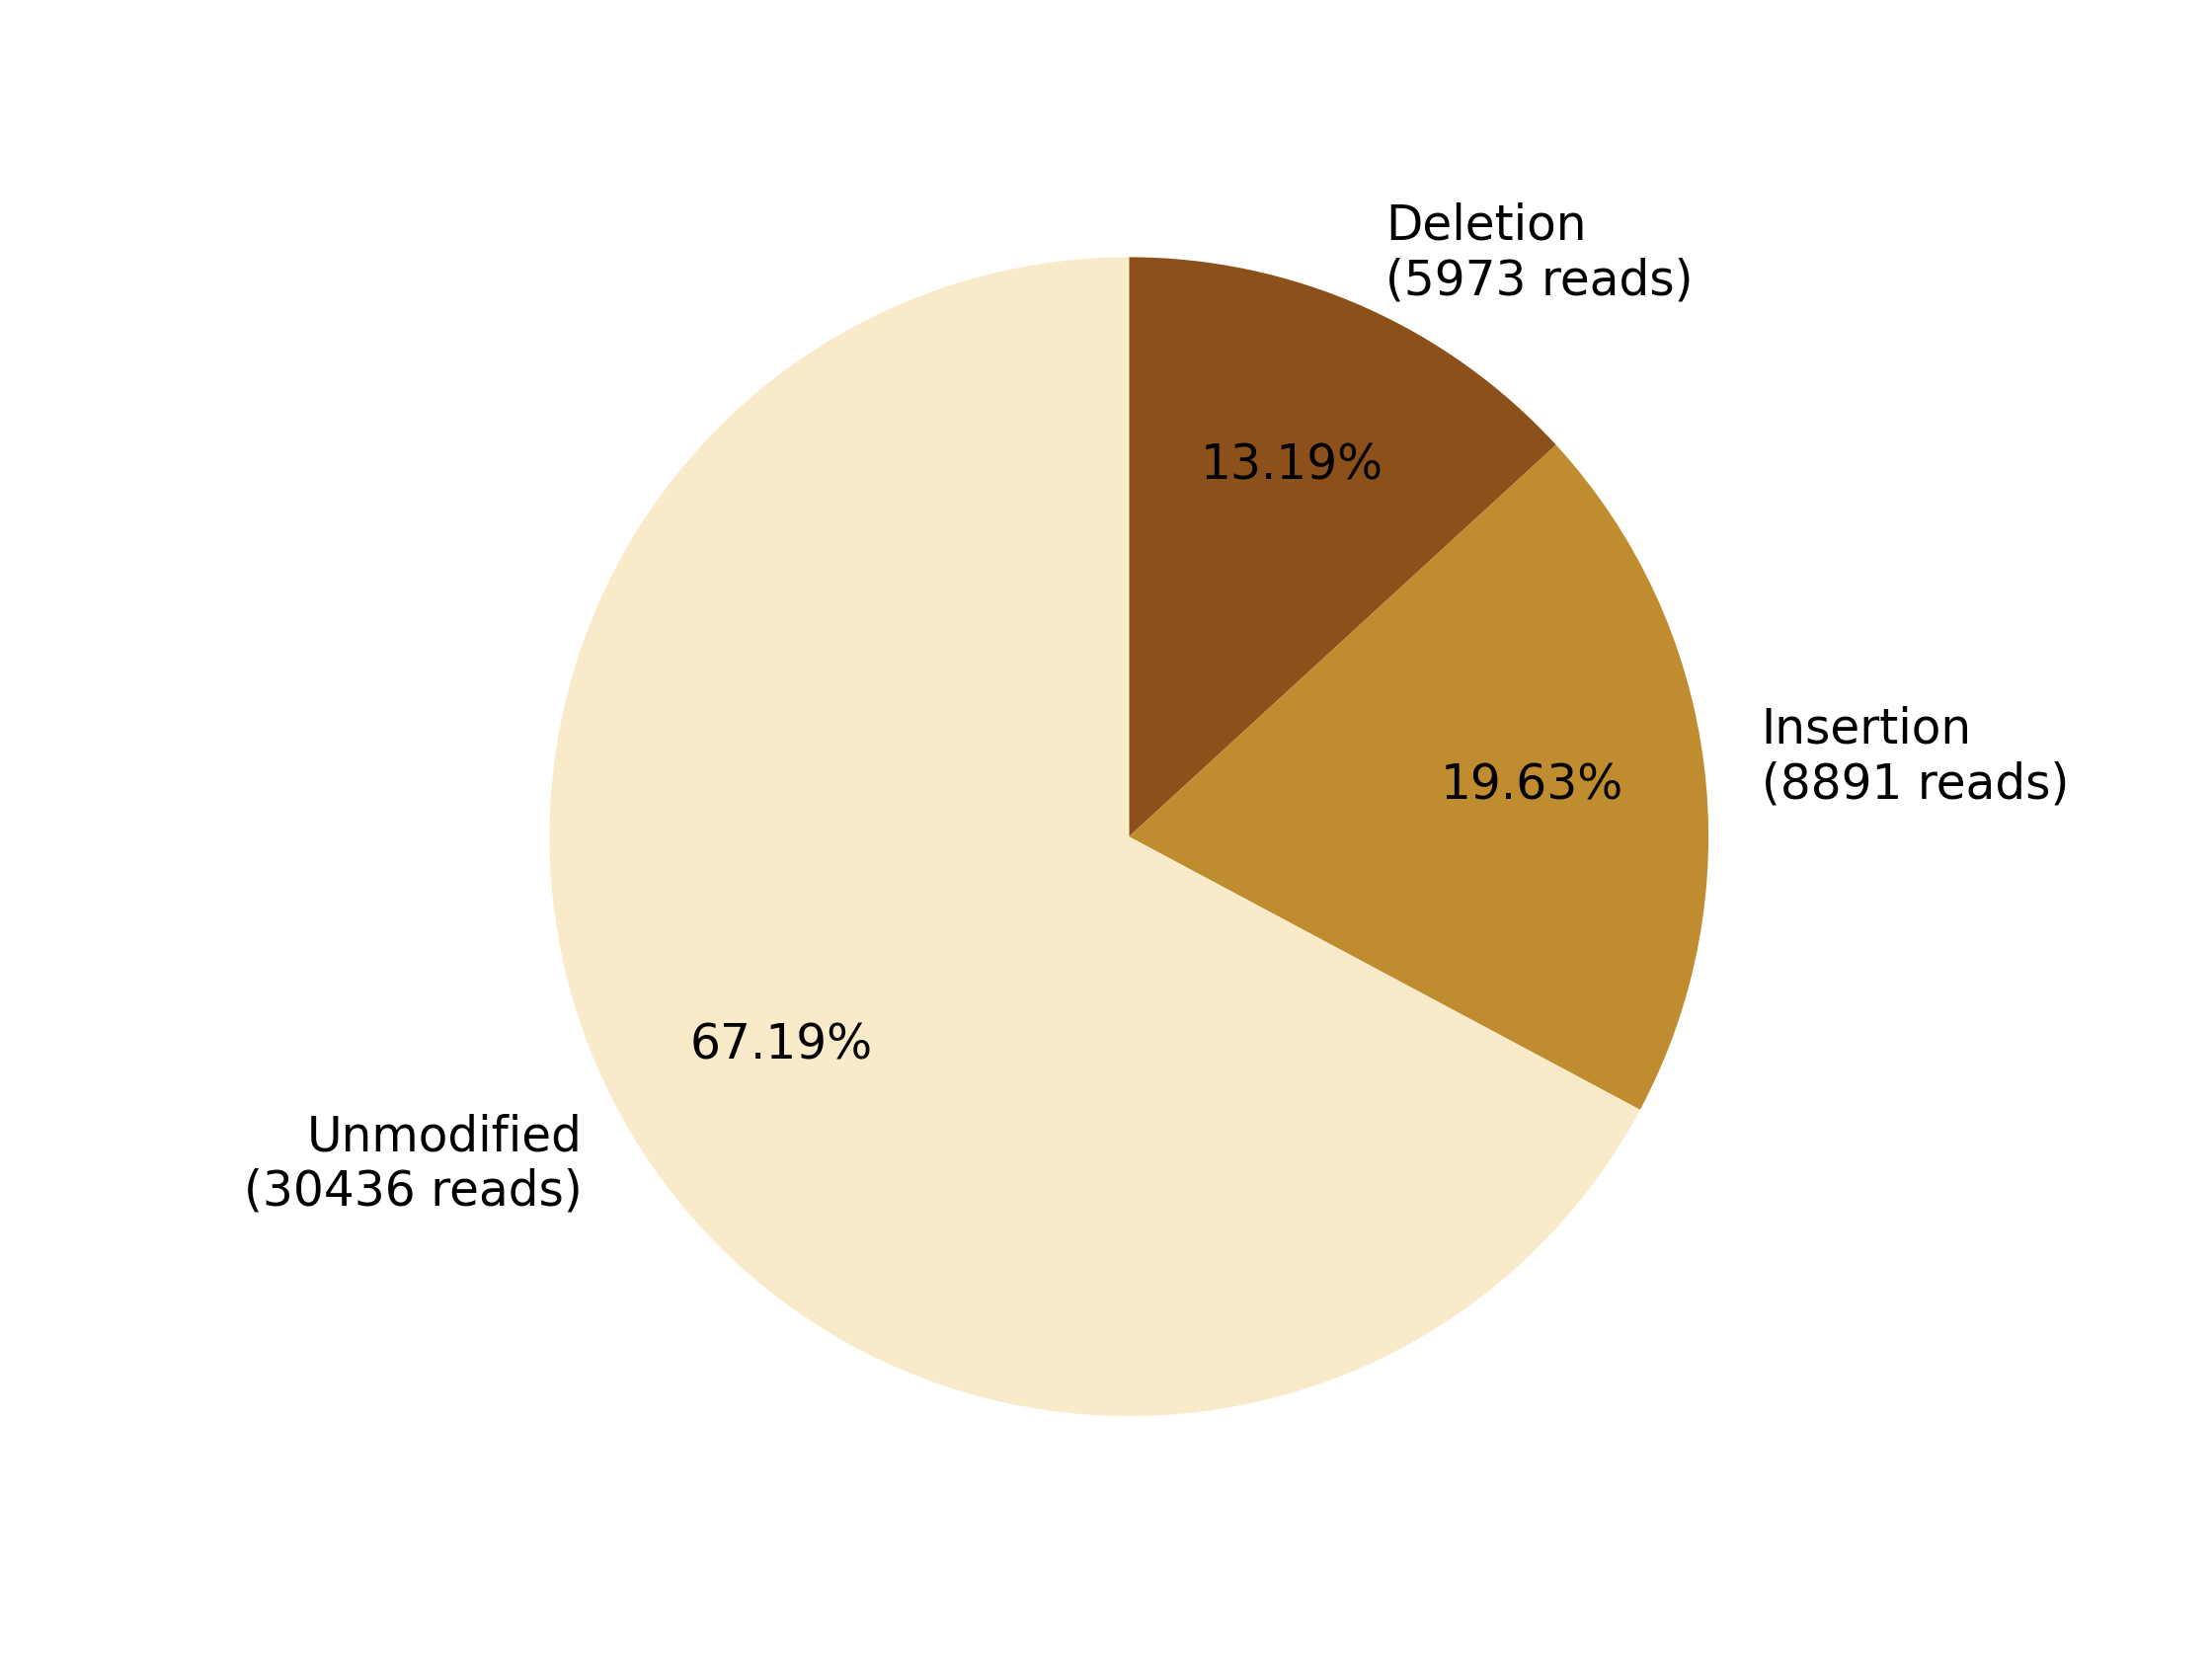 Deletion
(5973 reads)
13.19%
Insertion
(8891 reads)
19.63%
67.19%
Unmodified
(30436 reads)